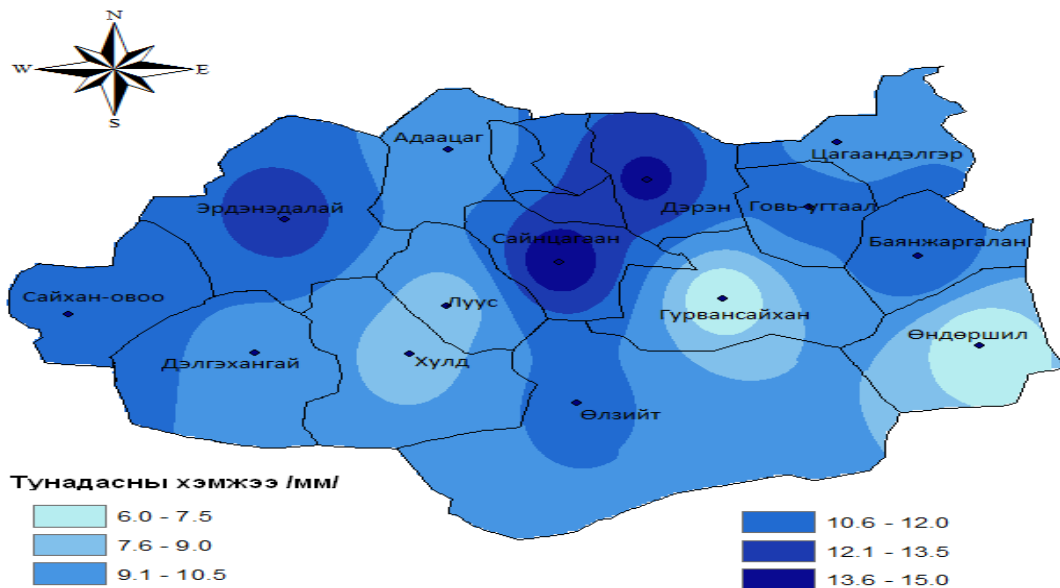 N
W
E
S
Адаацаг
Цагаандэлгэр
Эрдэнэдалай
Дэрэн
Говь-угтаал
Сайнцагаан
Баянжаргалан
Сайхан-овоо
Луус
Гурвансайхан
Өндөршил
Дэлгэхангай
Хулд
Өлзийт
Тунадасны хэмжээ /мм/
6.0 - 7.5
7.6 - 9.0
9.1 - 10.5
10.6 - 12.0
12.1 - 13.5
13.6 - 15.0